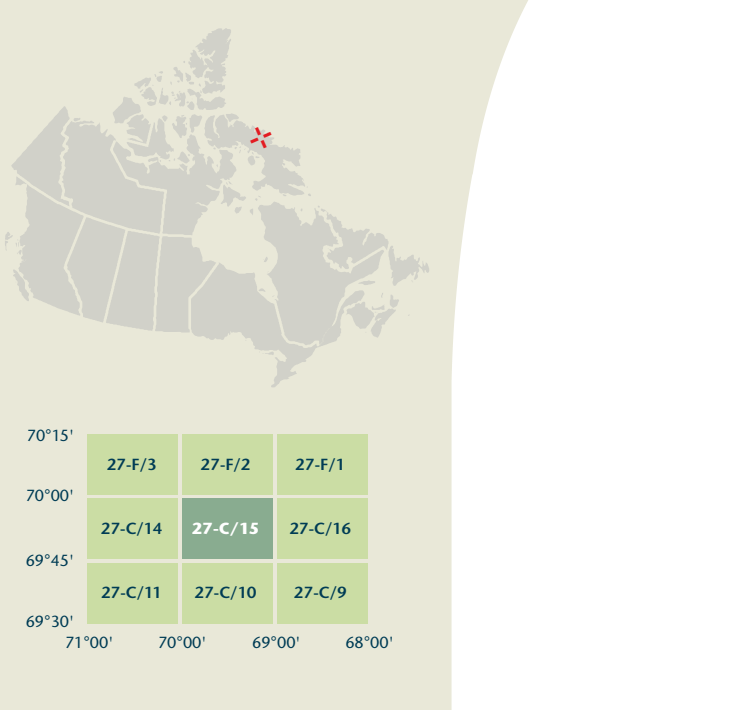 70°15'
27-F/3 27-F/2 27-F/1
70°00'
27-C/14 27-C/15 27-C/16
69°45'
27-C/11 27-C/10 27-C/9
69°30'
71°00' 70°00' 69°00' 68°00'